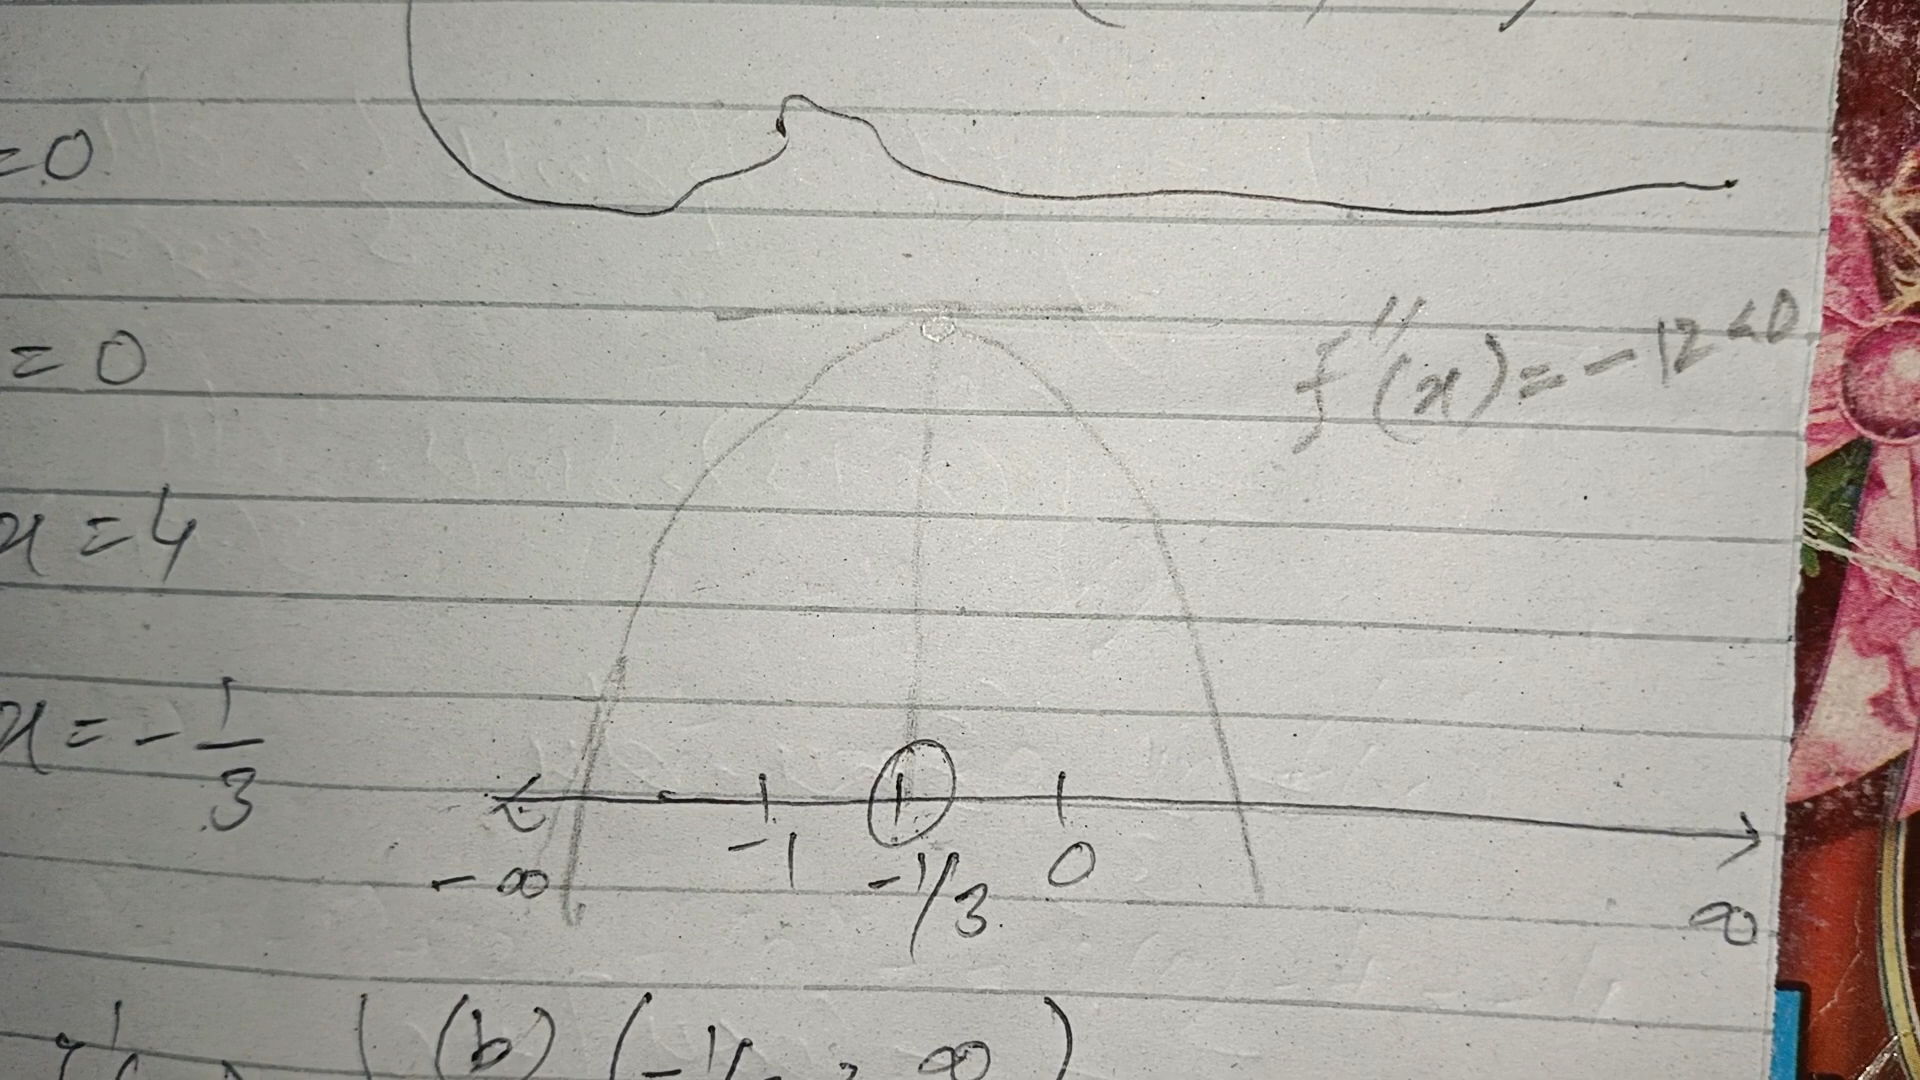 =0
= 0
f''(x) = -12 < 0
x = 4
x = - 1/3
-1 -1/3 0
-∞ ∞
(b) (-1/ , ∞)